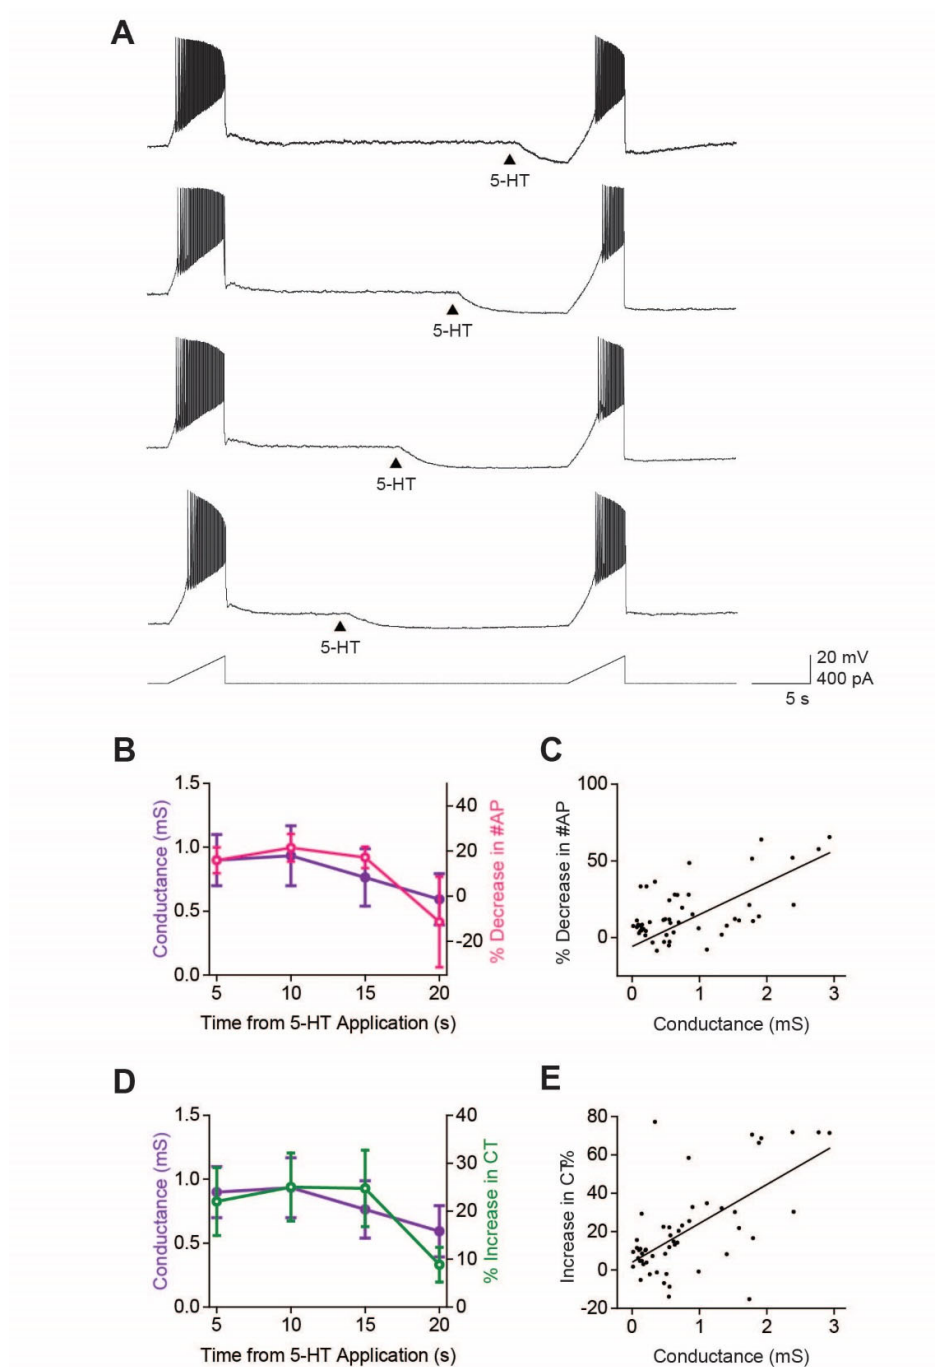 A
5-HT
5-HT
5-HT
5-HT
20 mV
400 pA
5 s
B
1.5
1.0
0.5
0.0
Conductance (mS)
40
20
0
-20
% Decrease in #AP
5 10 15 20
Time from 5-HT Application (s)
C
100
50
0
% Decrease in #AP
0 1 2 3
Conductance (mS)
D
1.5
1.0
0.5
0.0
Conductance (mS)
40
30
20
10
0
% Increase in CT
5 10 15 20
Time from 5-HT Application (s)
E
80
60
40
20
0
-20
Increase in CT%
0 1 2 3
Conductance (mS)